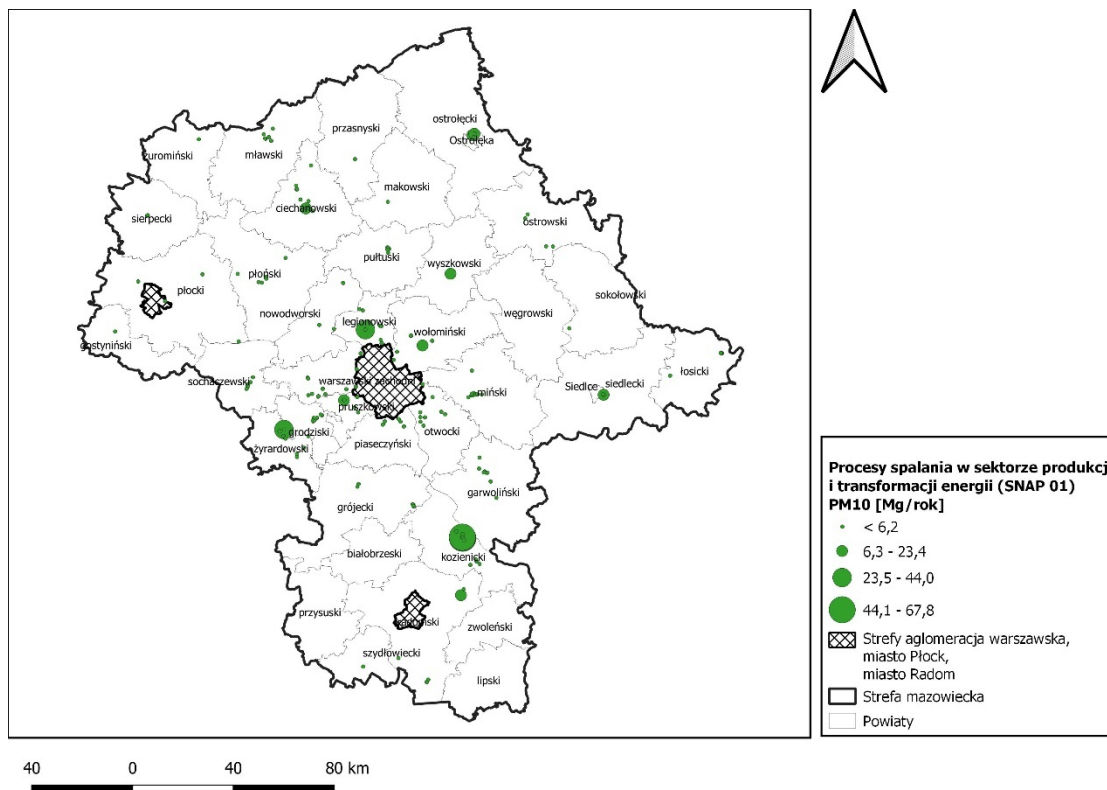 ostrołęcki
Ostrołęka
przasnyski
mławski
żuromiński
makowski
ciechanowski
sierpecki
ostrowski
pułtuski
wyszkowski
płoński
płocki
sokołowski
nowodworski
legionowski
węgrowski
wołomiński
gostyniński
łosicki
sochaczewski
warszawski zachodni
Siedlce
siedlecki
miński
pruszkowski
grodziski
otwocki
piaseczyński
żyrardowski
garwoliński
grójecki
białobrzeski
kozienicki
przysuski
radomski
zwoleński
szydłowiecki
lipski
Procesy spalania w sektorze produkcj
i transformacji energii (SNAP 01)
PM10 [Mg/rok]
< 6,2
6,3 - 23,4
23,5 - 44,0
44,1 - 67,8
Strefy aglomeracja warszawska,
miasto Płock,
miasto Radom
Strefa mazowiecka
Powiaty
40 0 40 80 km